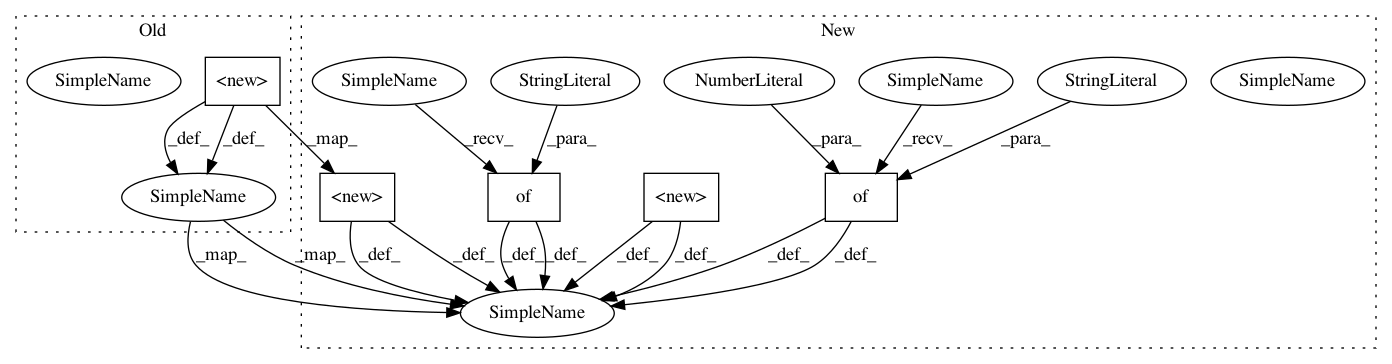 Old
New
SimpleName
<new>
SimpleName
StringLiteral
NumberLiteral
SimpleName
StringLiteral
SimpleName
_def_
_def_
_map_
_recv_
_para_
_para_
_recv_
_para_
SimpleName
<new>
of
<new>
of
_map_
_map_
_def_
_def_
_def_
_def_
_def_
_def_
_def_
_def_
SimpleName